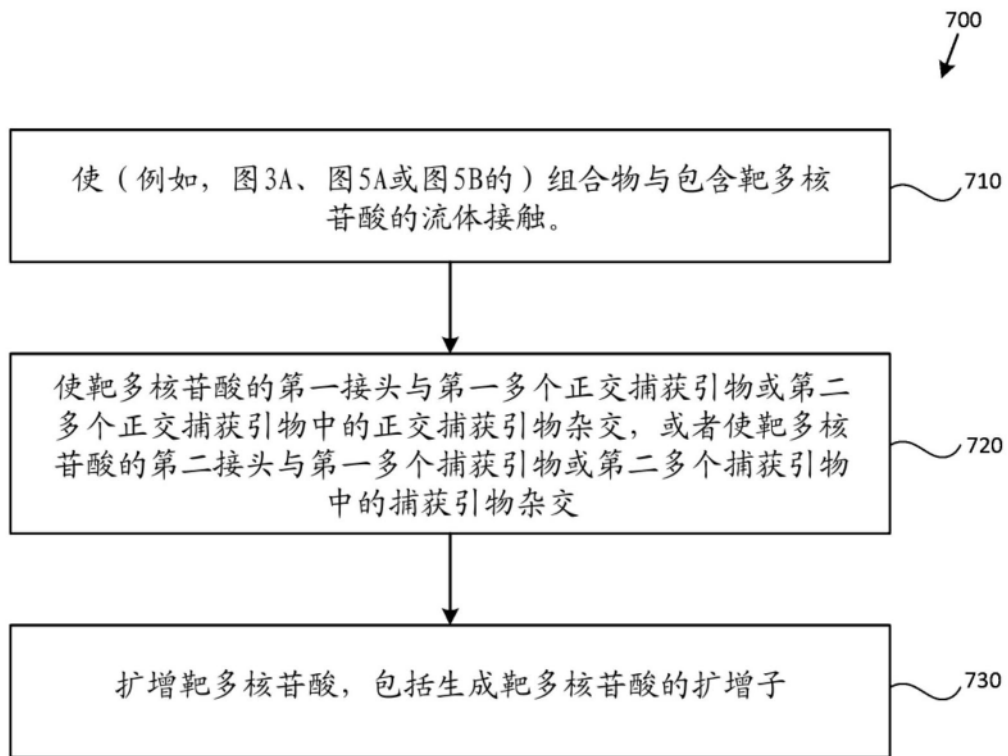 700
使（例如，图3A、图5A或图5B的）组合物与包含靶多核
苷酸的流体接触。
710
使靶多核苷酸的第一接头与第一多个正交捕获引物或第二
多个正交捕获引物中的正交捕获引物杂交，或者使靶多核
苷酸的第二接头与第一多个捕获引物或第二多个捕获引物
中的捕获引物杂交
720
扩增靶多核苷酸，包括生成靶多核苷酸的扩增子
730